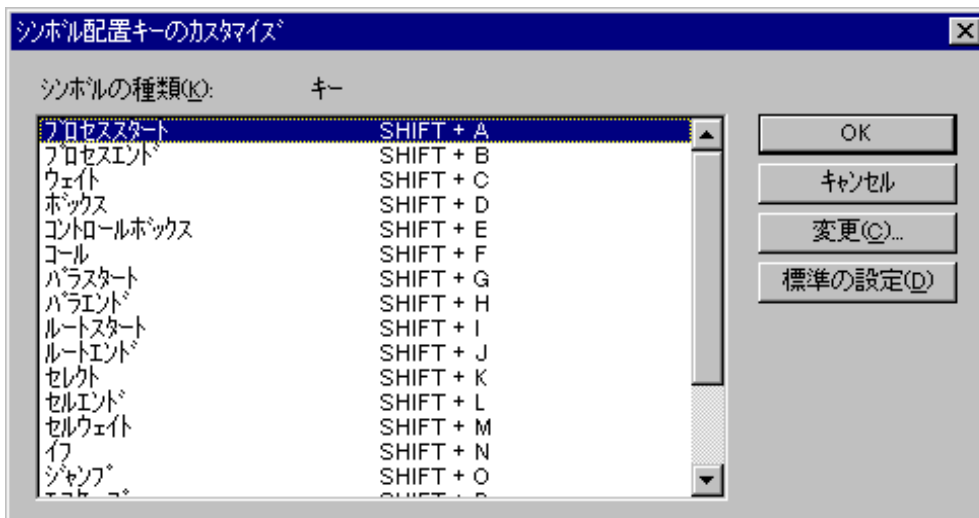 シンボル配置キーのカスタマイズ
シンボルの種類(K): キー
プロセススタート SHIFT + A
プロセスエンド SHIFT + B
ウェイト SHIFT + C
ボックス SHIFT + D
コントロールボックス SHIFT + E
コール SHIFT + F
パラスタート SHIFT + G
パラエンド SHIFT + H
ルートスタート SHIFT + I
ルートエンド SHIFT + J
セレクト SHIFT + K
セルエンド SHIFT + L
セルウェイト SHIFT + M
イフ SHIFT + N
ジャンプ SHIFT + O
OK
キャンセル
変更(C)...
標準の設定(D)